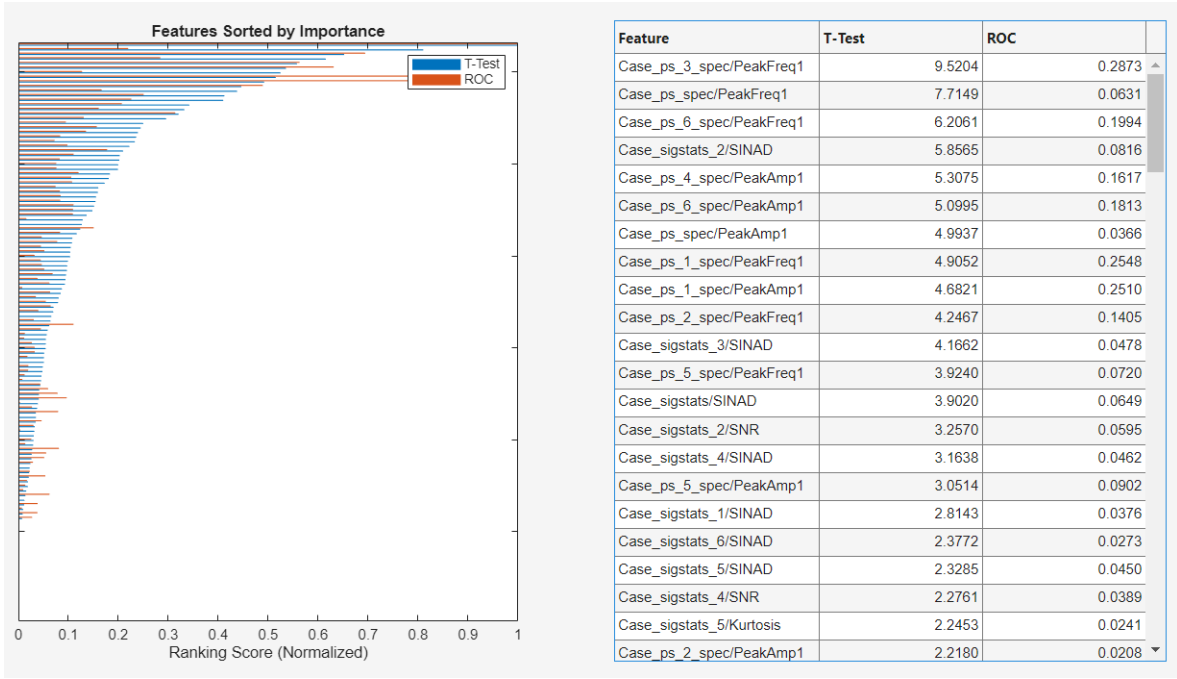 Features Sorted by Importance
T-Test
ROC
0 0.1 0.2 0.3 0.4 0.5 0.6 0.7 0.8 0.9 1
Ranking Score (Normalized)
Feature T-Test ROC
Case_ps_3_spec/PeakFreq1 9.5204 0.2873
Case_ps_spec/PeakFreq1 7.7149 0.0631
Case_ps_6_spec/PeakFreq1 6.2061 0.1994
Case_sigstats_2/SINAD 5.8565 0.0816
Case_ps_4_spec/PeakAmp1 5.3075 0.1617
Case_ps_6_spec/PeakAmp1 5.0995 0.1813
Case_ps_spec/PeakAmp1 4.9937 0.0366
Case_ps_1_spec/PeakFreq1 4.9052 0.2548
Case_ps_1_spec/PeakAmp1 4.6821 0.2510
Case_ps_2_spec/PeakFreq1 4.2467 0.1405
Case_sigstats_3/SINAD 4.1662 0.0478
Case_ps_5_spec/PeakFreq1 3.9240 0.0720
Case_sigstats/SINAD 3.9020 0.0649
Case_sigstats_2/SNR 3.2570 0.0595
Case_sigstats_4/SINAD 3.1638 0.0462
Case_ps_5_spec/PeakAmp1 3.0514 0.0902
Case_sigstats_1/SINAD 2.8143 0.0376
Case_sigstats_6/SINAD 2.3772 0.0273
Case_sigstats_5/SINAD 2.3285 0.0450
Case_sigstats_4/SNR 2.2761 0.0389
Case_sigstats_5/Kurtosis 2.2453 0.0241
Case_ps_2_spec/PeakAmp1 2.2180 0.0208